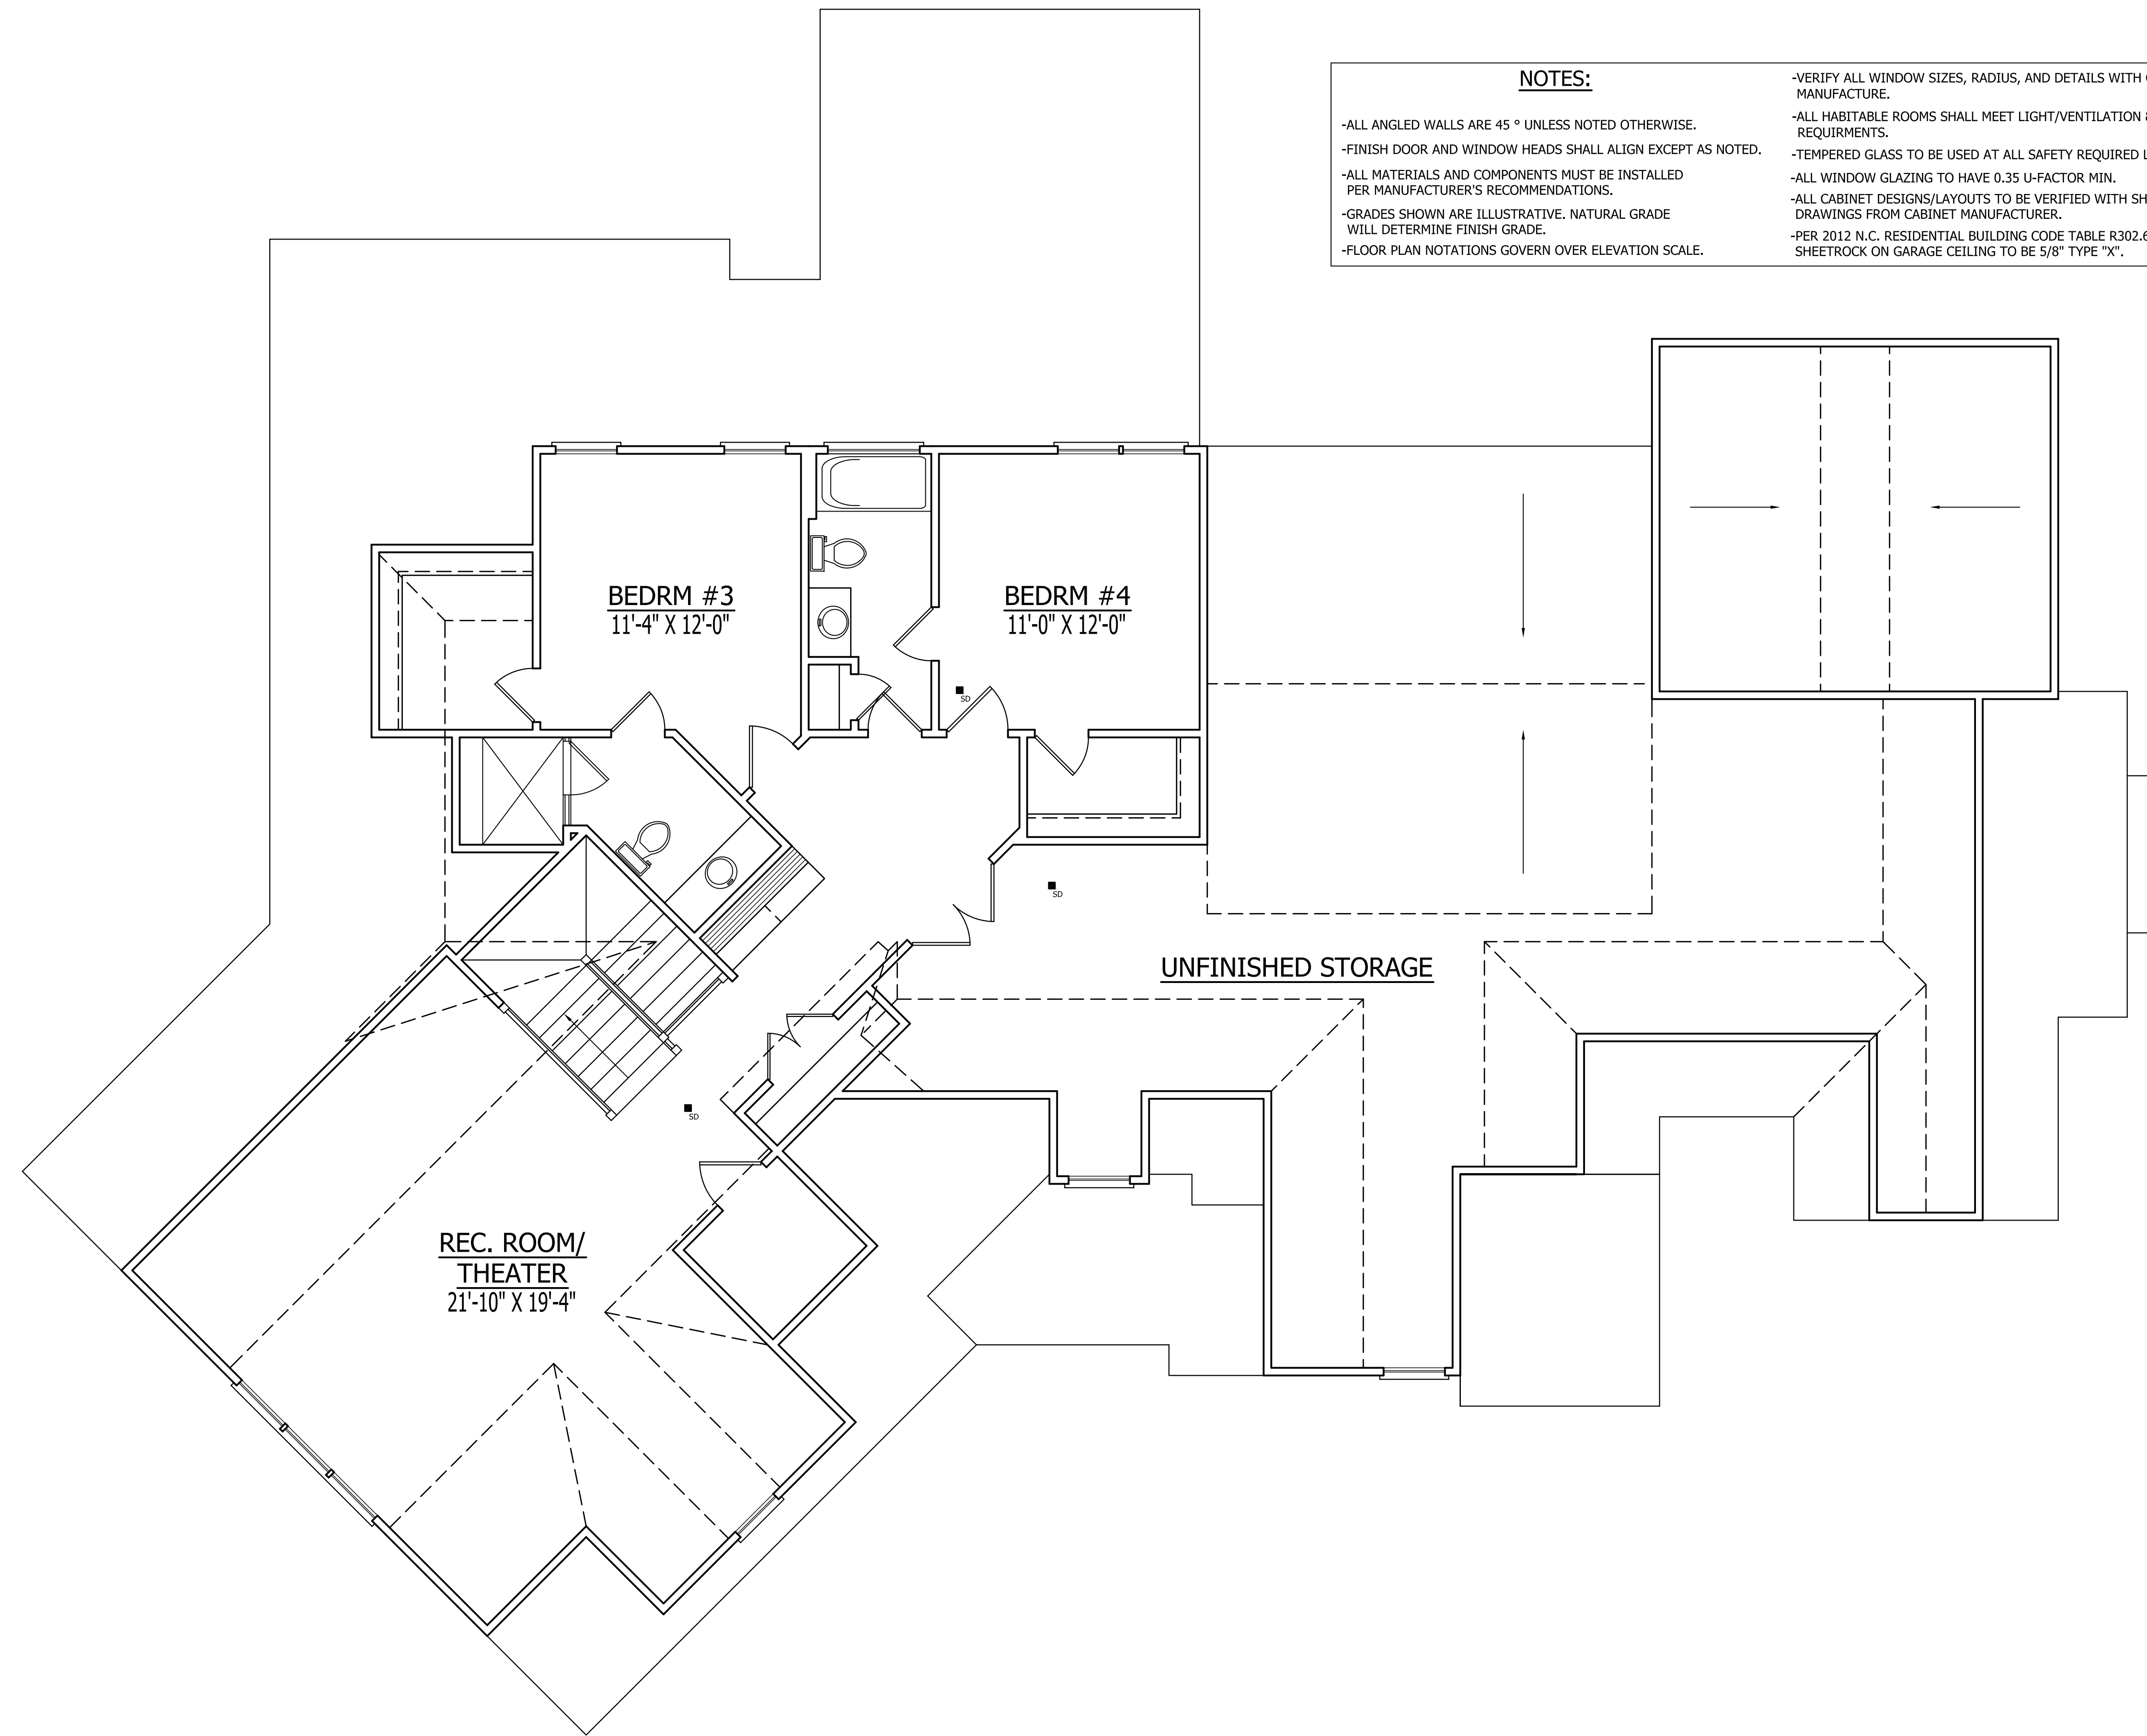 NOTES:
-ALL ANGLED WALLS ARE 45 ° UNLESS NOTED OTHERWISE.
-FINISH DOOR AND WINDOW HEADS SHALL ALIGN EXCEPT AS NOTED.
-ALL MATERIALS AND COMPONENTS MUST BE INSTALLED
PER MANUFACTURER'S RECOMMENDATIONS.
-GRADES SHOWN ARE ILLUSTRATIVE. NATURAL GRADE
WILL DETERMINE FINISH GRADE.
-FLOOR PLAN NOTATIONS GOVERN OVER ELEVATION SCALE.
-VERIFY ALL WINDOW SIZES, RADIUS, AND DETAILS WITH
MANUFACTURE.
-ALL HABITABLE ROOMS SHALL MEET LIGHT/VENTILATION
REQUIRMENTS.
-TEMPERED GLASS TO BE USED AT ALL SAFETY REQUIRED
-ALL WINDOW GLAZING TO HAVE 0.35 U-FACTOR MIN.
-ALL CABINET DESIGNS/LAYOUTS TO BE VERIFIED WITH
DRAWINGS FROM CABINET MANUFACTURER.
-PER 2012 N.C. RESIDENTIAL BUILDING CODE TABLE R302.6
SHEETROCK ON GARAGE CEILING TO BE 5/8" TYPE "X".
BEDRM #3
11'-4" X 12'-0"
BEDRM #4
11'-0" X 12'-0"
SD
SD
UNFINISHED STORAGE
SD
REC. ROOM/
THEATER
21'-10" X 19'-4"